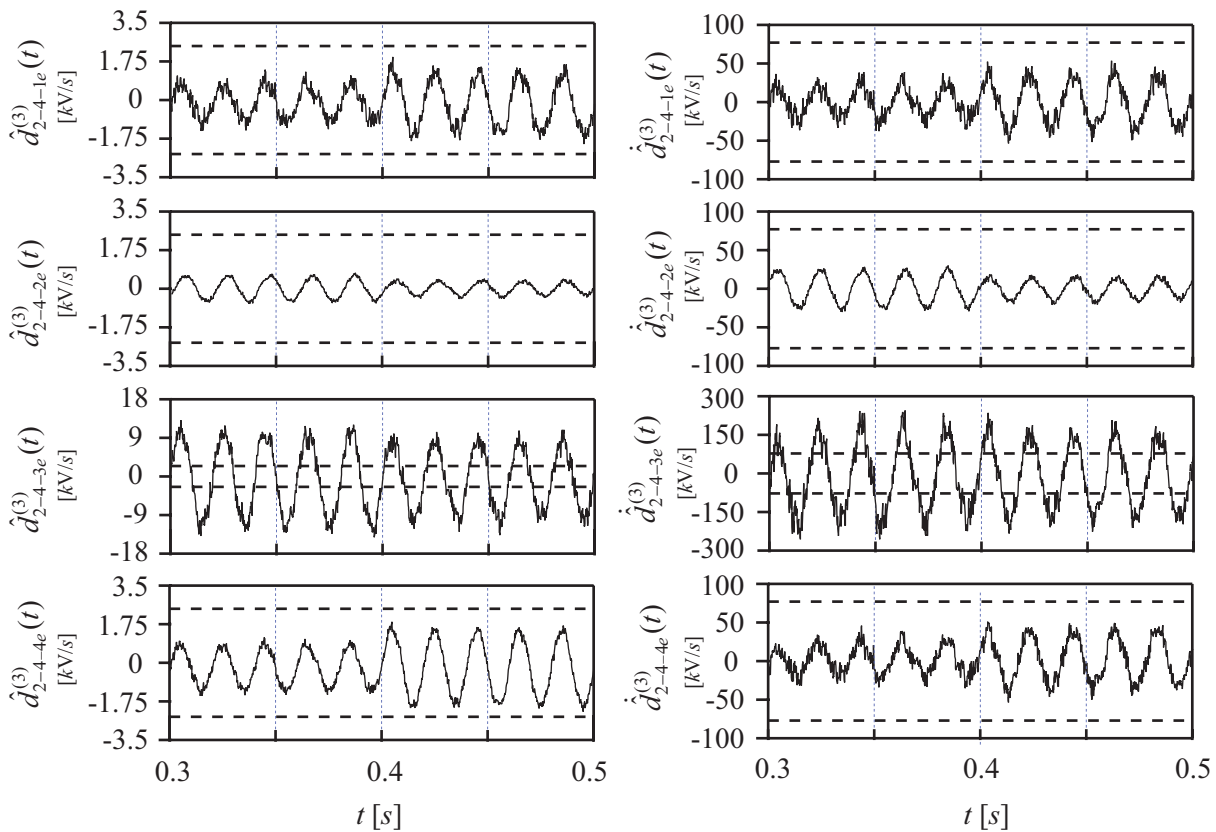 3.5
1.75
0
-1.75
-3.5
d̂₂₋₄₋₁ₑ⁽³⁾(t)
[kV/s]
100
50
0
-50
-100
d̂̇₂₋₄₋₁ₑ⁽³⁾(t)
[kV/s]
3.5
1.75
0
-1.75
-3.5
d̂₂₋₄₋₂ₑ⁽³⁾(t)
[kV/s]
100
50
0
-50
-100
d̂̇₂₋₄₋₂ₑ⁽³⁾(t)
[kV/s]
18
9
0
-9
-18
d̂₂₋₄₋₃ₑ⁽³⁾(t)
[kV/s]
300
150
0
-150
-300
d̂̇₂₋₄₋₃ₑ⁽³⁾(t)
[kV/s]
3.5
1.75
0
-1.75
-3.5
d̂₂₋₄₋₄ₑ⁽³⁾(t)
[kV/s]
100
50
0
-50
-100
d̂̇₂₋₄₋₄ₑ⁽³⁾(t)
[kV/s]
0.3 0.4 0.5
t [s]
0.3 0.4 0.5
t [s]